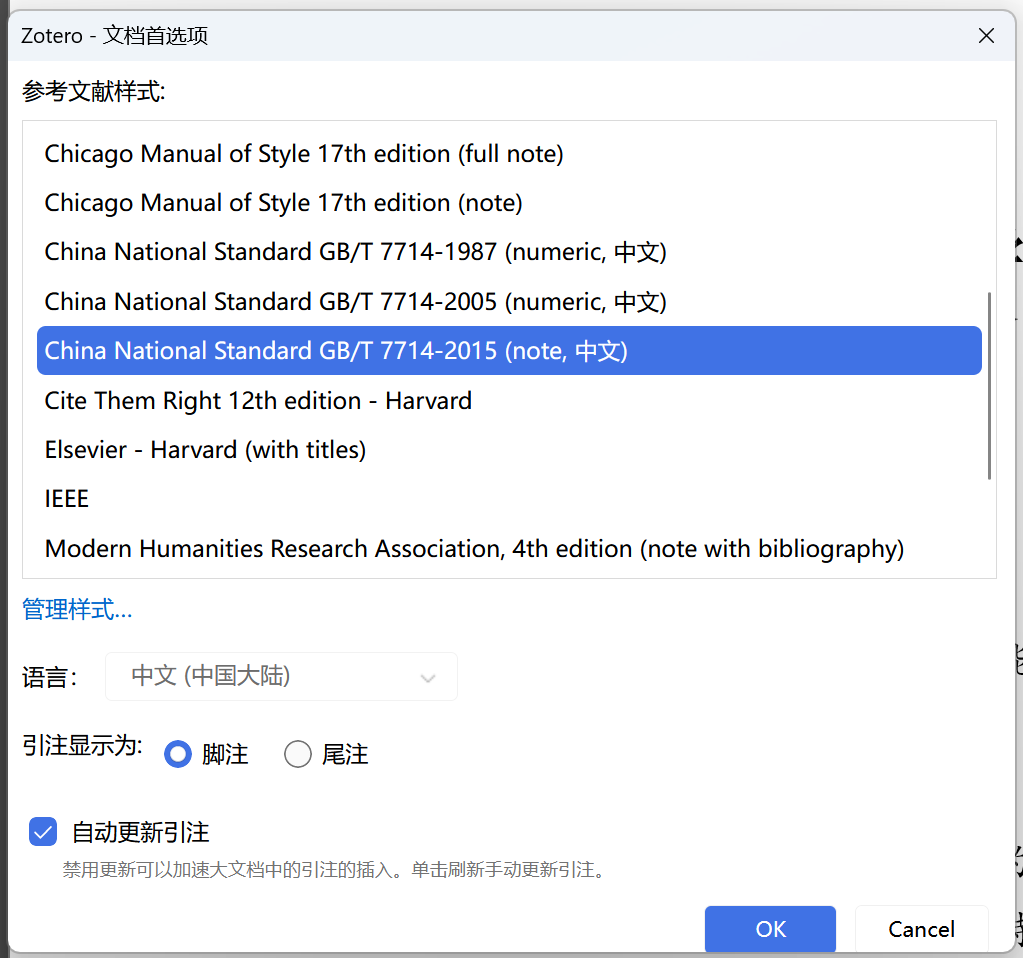 Zotero - 文档首选项
参考文献样式:
Chicago Manual of Style 17th edition (full note)
Chicago Manual of Style 17th edition (note)
China National Standard GB/T 7714-1987 (numeric, 中文)
China National Standard GB/T 7714-2005 (numeric, 中文)
China National Standard GB/T 7714-2015 (note, 中文)
Cite Them Right 12th edition - Harvard
Elsevier - Harvard (with titles)
IEEE
Modern Humanities Research Association, 4th edition (note with bibliography)
管理样式...
语言： 中文 (中国大陆)
引注显示为: 脚注 尾注
自动更新引注
禁用更新可以加速大文档中的引注的插入。单击刷新手动更新引注。
OK Cancel